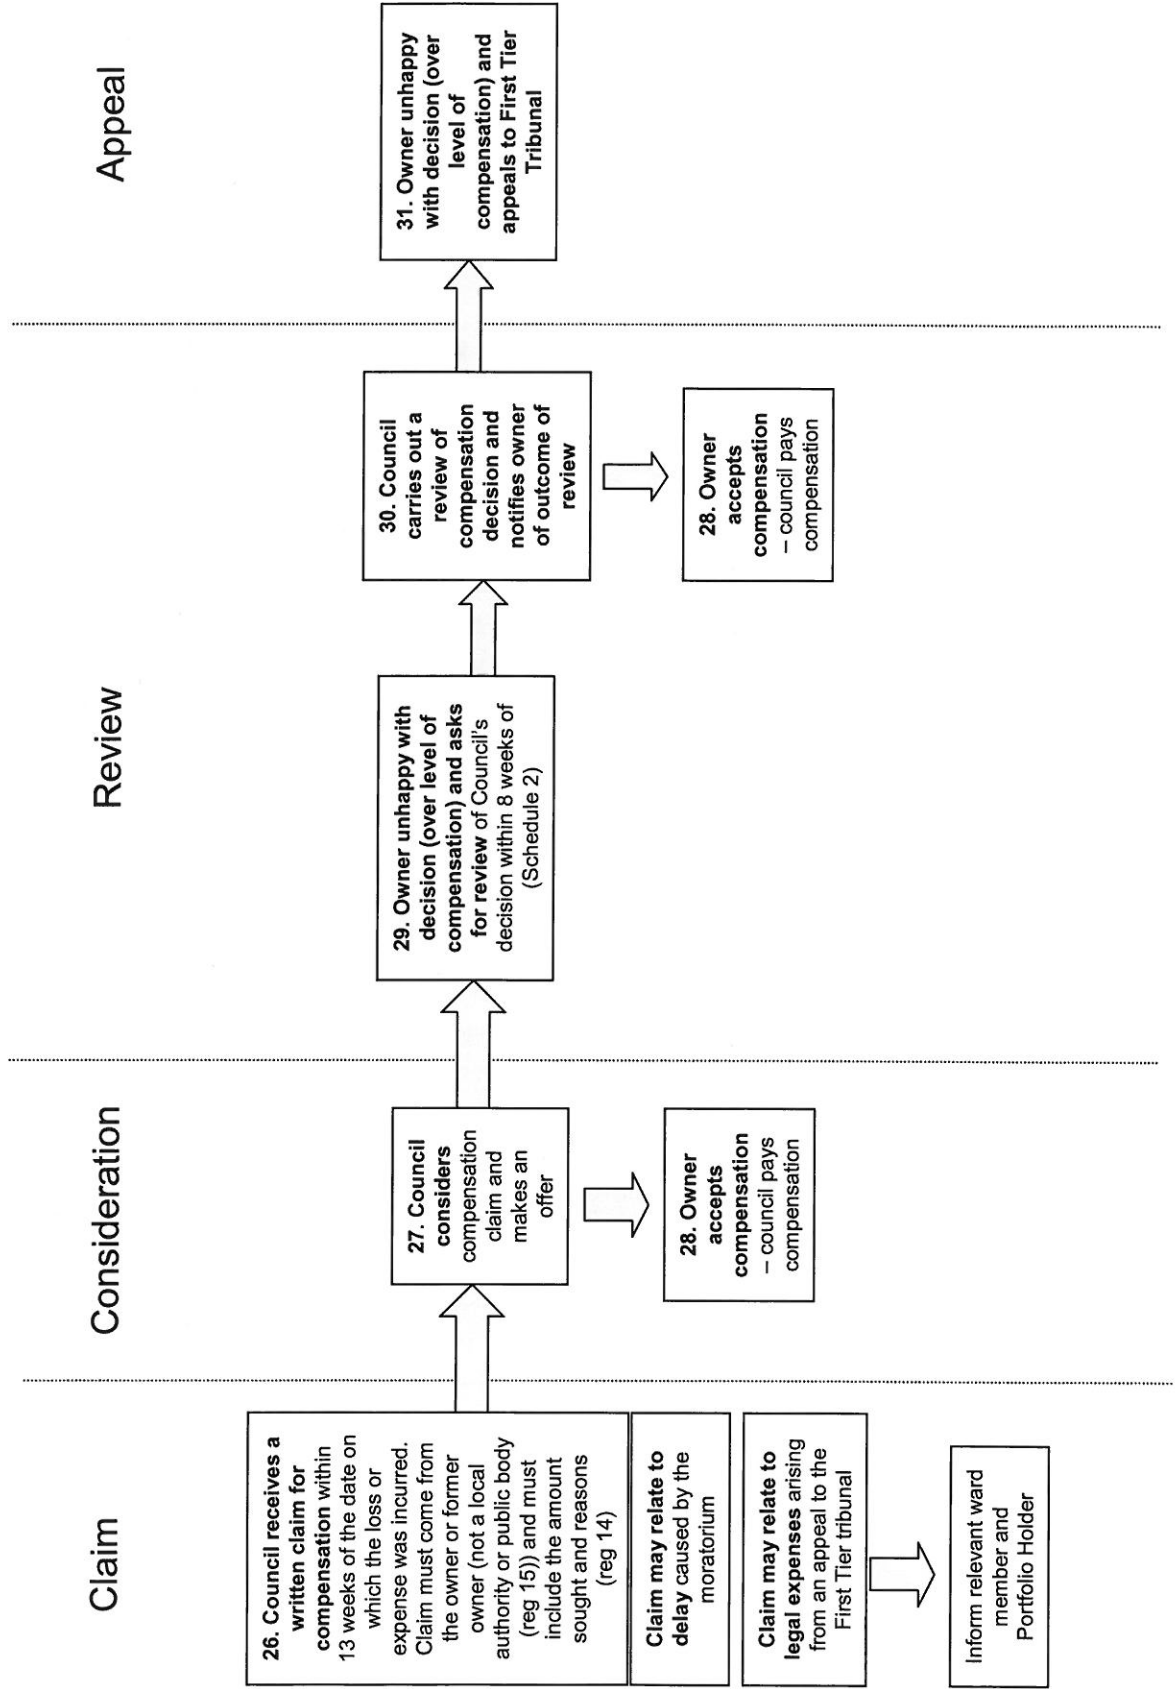 Claim
Consideration
Review
Appeal
26. Council receives a
written claim for
compensation within
13 weeks of the date on
which the loss or
expense was incurred.
Claim must come from
the owner or former
owner (not a local
authority or public body
(reg 15)) and must
include the amount
sought and reasons
(reg 14)
Claim may relate to
delay caused by the
moratorium
Claim may relate to
legal expenses arising
from an appeal to the
First Tier tribunal
Inform relevant ward
member and
Portfolio Holder
27. Council
considers
compensation
claim and
makes an
offer
28. Owner
accepts
compensation
– council pays
compensation
29. Owner unhappy with
decision (over level of
compensation) and asks
for review of Council's
decision within 8 weeks of
(Schedule 2)
30. Council
carries out a
review of
compensation
decision and
notifies owner
of outcome of
review
28. Owner
accepts
compensation
– council pays
compensation
31. Owner unhappy
with decision (over
level of
compensation) and
appeals to First Tier
Tribunal